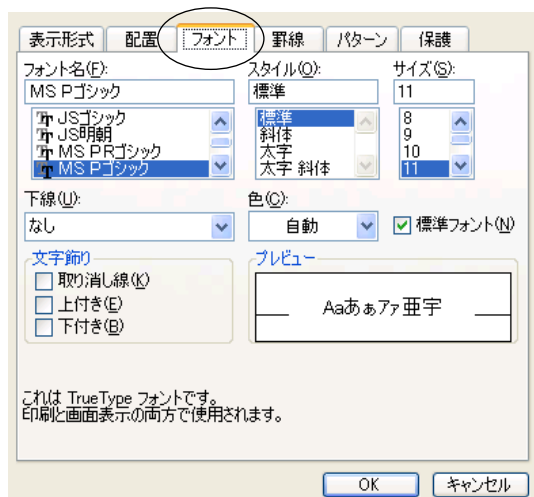 表示形式 配置 フォント 罫線 パターン 保護
フォント名(F): スタイル(O): サイズ(S):
MS Pゴシック 標準 11
JSゴシック 標準 8
JS明朝 斜体 9
MS PRゴシック 太字 10
MS Pゴシック 太字 斜体 11
下線(U): 色(C):
なし 自動 標準フォント(N)
文字飾り プレビュー
取り消し線(K)
上付き(E) Aaあぁアァ亜宇
下付き(B)
これは TrueType フォントです。
印刷と画面表示の両方で使用されます。
OK キャンセル